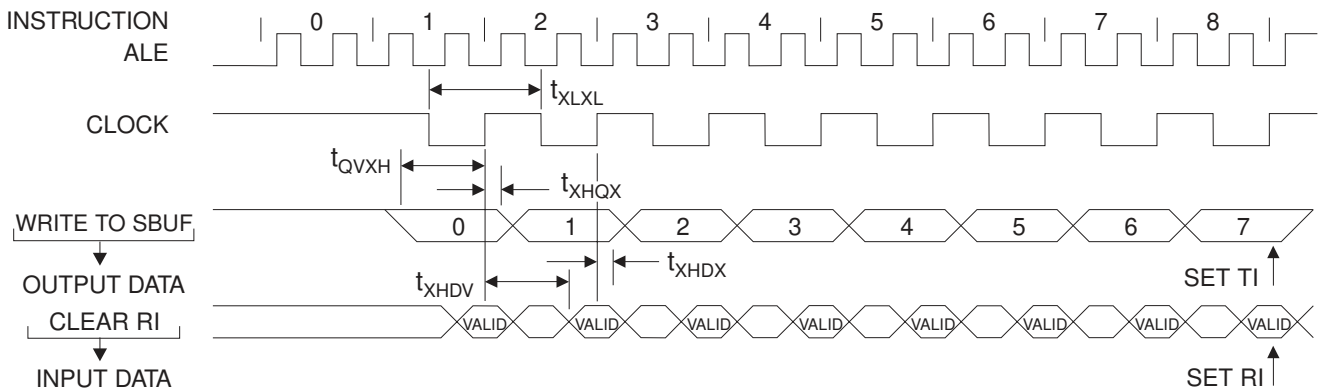 INSTRUCTION 0 1 2 3 4 5 6 7 8
ALE
tXLXL
CLOCK
tQVXH
tXHQX
WRITE TO SBUF 0 1 2 3 4 5 6 7
tXHDX
SET TI
OUTPUT DATA
tXHDV
CLEAR RI VALID VALID VALID VALID VALID VALID VALID VALID
INPUT DATA SET RI